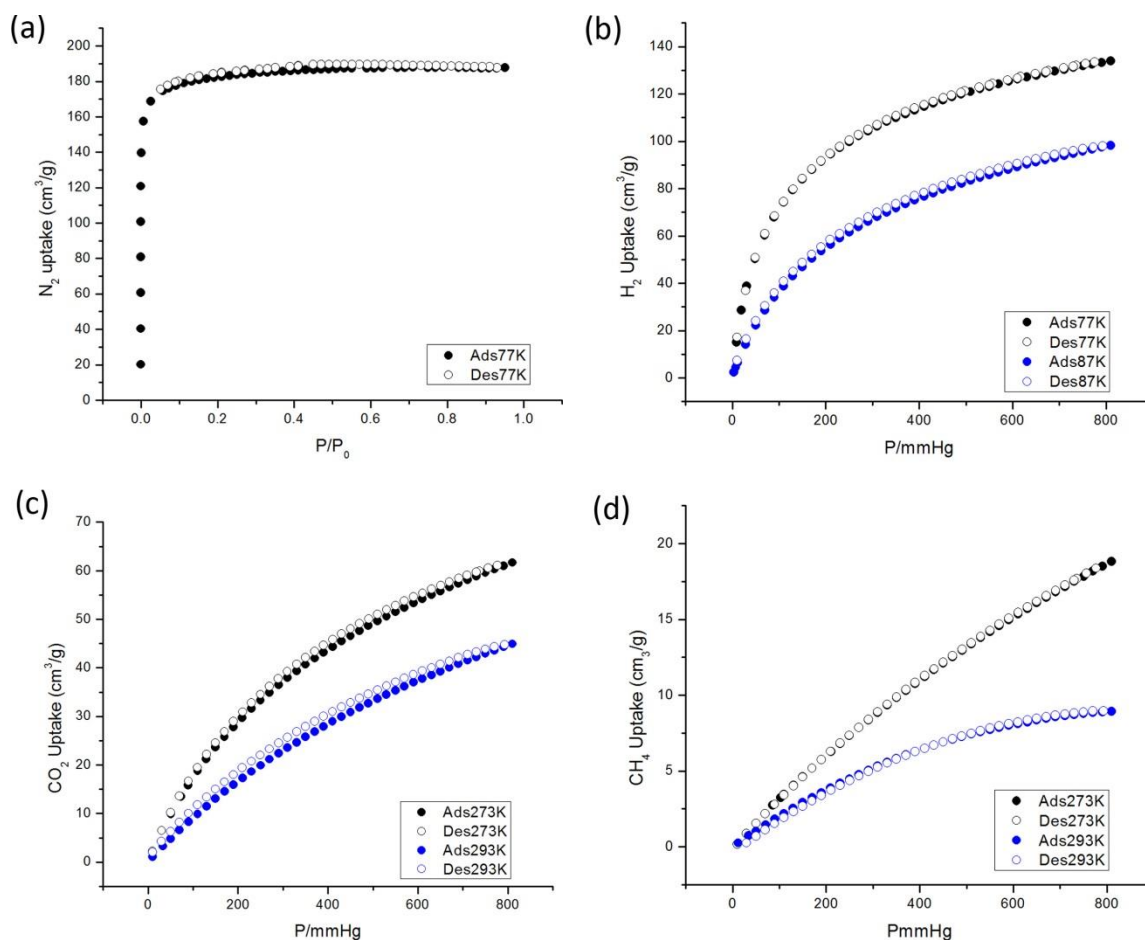 (a)
N₂ uptake (cm³/g)
210
200
180
160
140
120
100
80
60
40
20
0
Ads77K
Des77K
0.0 0.2 0.4 0.6 0.8 1.0
P/P₀
(b)
H₂ Uptake (cm³/g)
140
120
100
80
60
40
20
0
Ads77K
Des77K
Ads87K
Des87K
0 200 400 600 800
P/mmHg
(c)
CO₂ Uptake (cm³/g)
70
60
50
40
30
20
10
0
Ads273K
Des273K
Ads293K
Des293K
0 200 400 600 800
P/mmHg
(d)
CH₄ Uptake (cm₃/g)
20
15
10
5
0
Ads273K
Des273K
Ads293K
Des293K
0 200 400 600 800
PmmHg